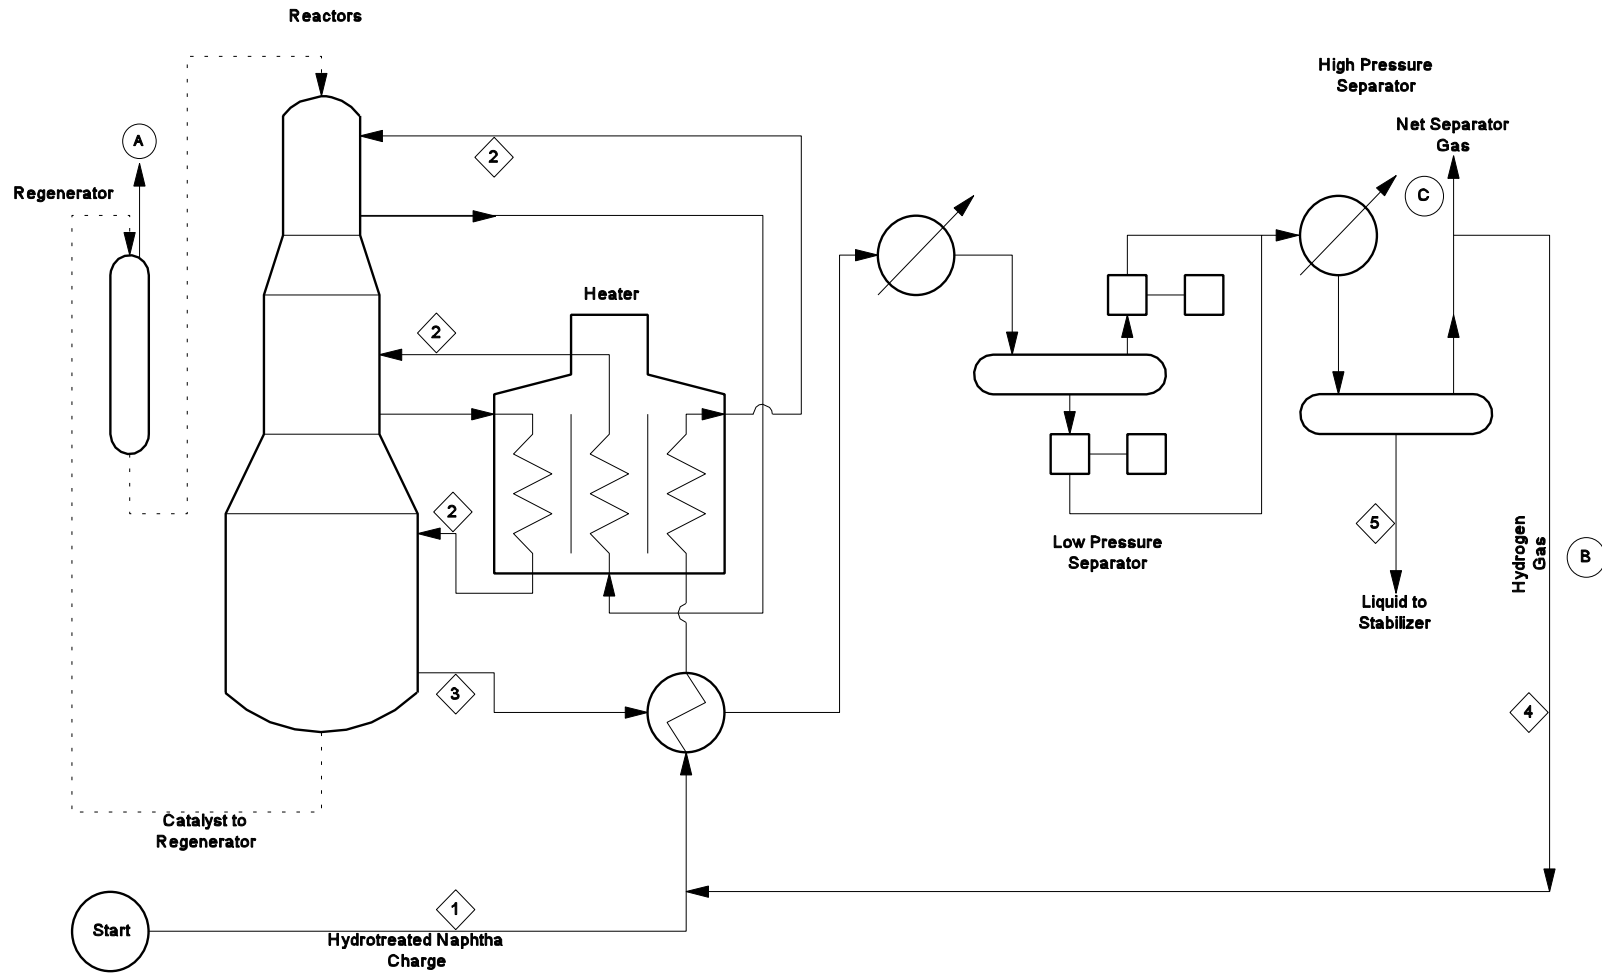 Reactors
High Pressure
Separator
Net Separator
Gas
A
2
Regenerator
C
Heater
2
2
5
Low Pressure
Separator
Hydrogen
Gas
B
Liquid to
Stabilizer
3
4
Catalyst to
Regenerator
1
Start
Hydrotreated Naphtha
Charge